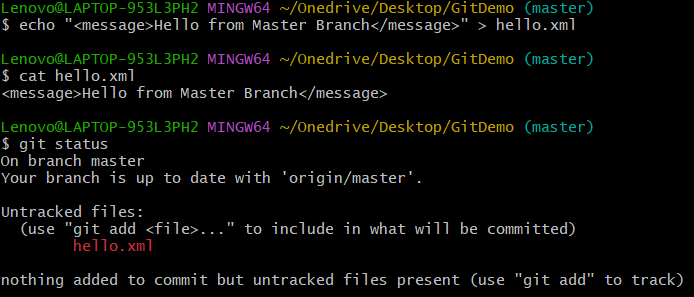 Lenovo@LAPTOP-953L3PH2 MINGW64 ~/Onedrive/Desktop/GitDemo (master)
$ echo "<message>Hello from Master Branch</message>" > hello.xml
Lenovo@LAPTOP-953L3PH2 MINGW64 ~/Onedrive/Desktop/GitDemo (master)
$ cat hello.xml
<message>Hello from Master Branch</message>
Lenovo@LAPTOP-953L3PH2 MINGW64 ~/Onedrive/Desktop/GitDemo (master)
$ git status
On branch master
Your branch is up to date with 'origin/master'.
Untracked files:
  (use "git add <file>..." to include in what will be committed)
        hello.xml
nothing added to commit but untracked files present (use "git add" to track)